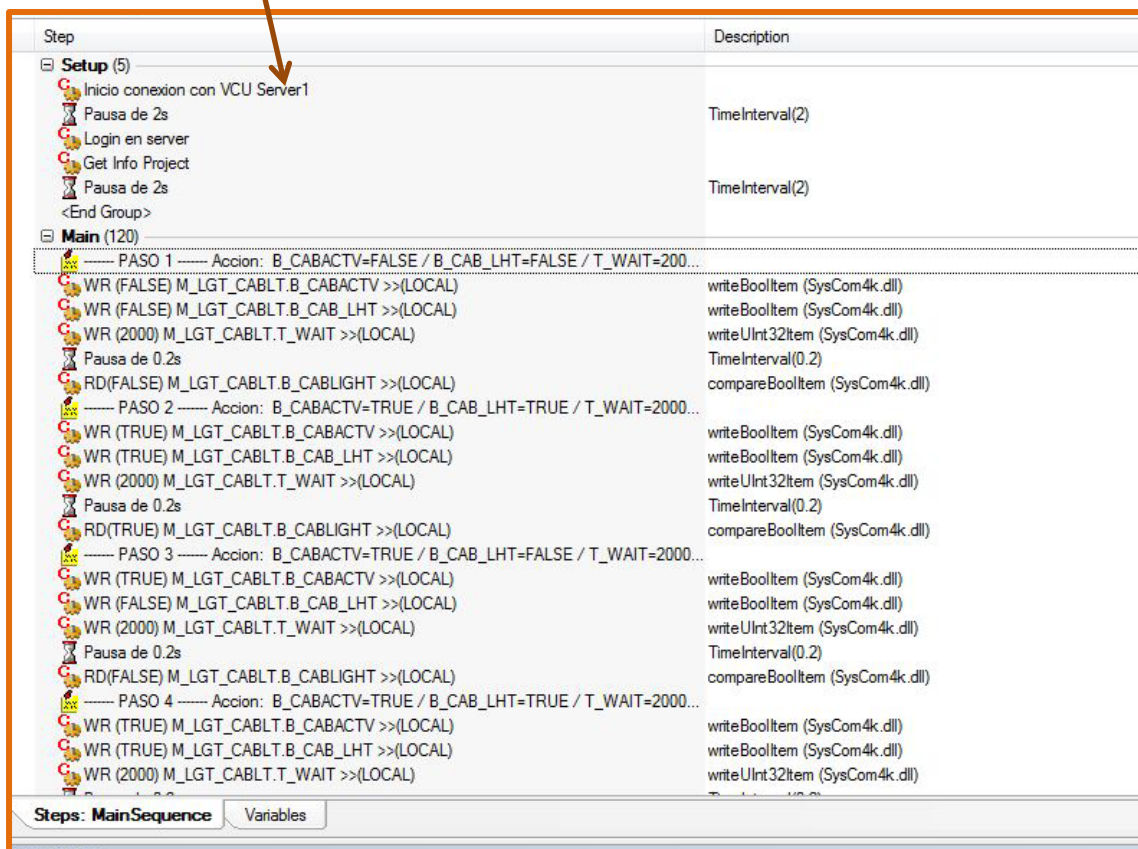 Step Description
Setup (5)
Inicio conexion con VCU Server1
Pausa de 2s TimeInterval(2)
Login en server
Get Info Project
Pausa de 2s TimeInterval(2)
<End Group>
Main (120)
------- PASO 1 ------- Accion: B_CABACTV=FALSE / B_CAB_LHT=FALSE / T_WAIT=200...
WR (FALSE) M_LGT_CABLT.B_CABACTV >>(LOCAL) writeBoolItem (SysCom4k.dll)
WR (FALSE) M_LGT_CABLT.B_CAB_LHT >>(LOCAL) writeBoolItem (SysCom4k.dll)
WR (2000) M_LGT_CABLT.T_WAIT >>(LOCAL) writeUInt32Item (SysCom4k.dll)
Pausa de 0.2s TimeInterval(0.2)
RD(FALSE) M_LGT_CABLT.B_CABLIGHT >>(LOCAL) compareBoolItem (SysCom4k.dll)
------- PASO 2 ------- Accion: B_CABACTV=TRUE / B_CAB_LHT=TRUE / T_WAIT=2000...
WR (TRUE) M_LGT_CABLT.B_CABACTV >>(LOCAL) writeBoolItem (SysCom4k.dll)
WR (TRUE) M_LGT_CABLT.B_CAB_LHT >>(LOCAL) writeBoolItem (SysCom4k.dll)
WR (2000) M_LGT_CABLT.T_WAIT >>(LOCAL) writeUInt32Item (SysCom4k.dll)
Pausa de 0.2s TimeInterval(0.2)
RD(TRUE) M_LGT_CABLT.B_CABLIGHT >>(LOCAL) compareBoolItem (SysCom4k.dll)
------- PASO 3 ------- Accion: B_CABACTV=TRUE / B_CAB_LHT=FALSE / T_WAIT=2000...
WR (TRUE) M_LGT_CABLT.B_CABACTV >>(LOCAL) writeBoolItem (SysCom4k.dll)
WR (FALSE) M_LGT_CABLT.B_CAB_LHT >>(LOCAL) writeBoolItem (SysCom4k.dll)
WR (2000) M_LGT_CABLT.T_WAIT >>(LOCAL) writeUInt32Item (SysCom4k.dll)
Pausa de 0.2s TimeInterval(0.2)
RD(FALSE) M_LGT_CABLT.B_CABLIGHT >>(LOCAL) compareBoolItem (SysCom4k.dll)
------- PASO 4 ------- Accion: B_CABACTV=TRUE / B_CAB_LHT=TRUE / T_WAIT=2000...
WR (TRUE) M_LGT_CABLT.B_CABACTV >>(LOCAL) writeBoolItem (SysCom4k.dll)
WR (TRUE) M_LGT_CABLT.B_CAB_LHT >>(LOCAL) writeBoolItem (SysCom4k.dll)
WR (2000) M_LGT_CABLT.T_WAIT >>(LOCAL) writeUInt32Item (SysCom4k.dll)
Steps: MainSequence Variables